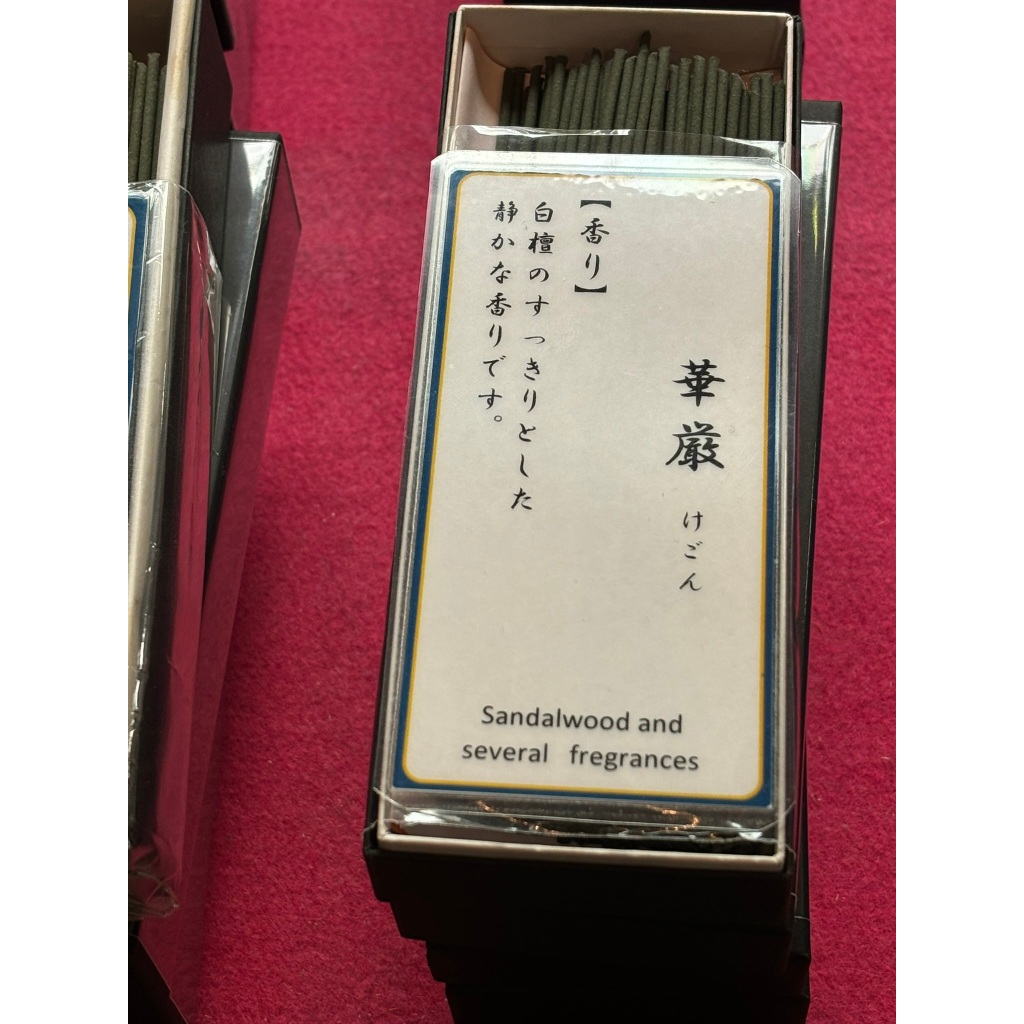 華厳 けごん
【香り】
白檀のすっきりとした
静かな香りです。
Sandalwood and
several fregrances